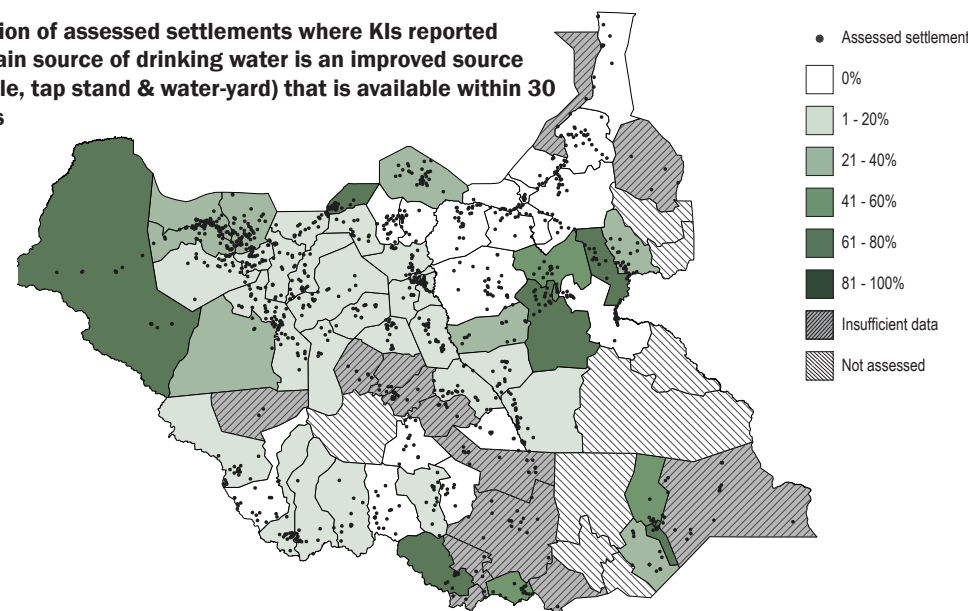 ion of assessed settlements where KIs reported
ain source of drinking water is an improved source
le, tap stand & water-yard) that is available within 30
s
Assessed settlement
0%
1 - 20%
21 - 40%
41 - 60%
61 - 80%
81 - 100%
Insufficient data
Not assessed